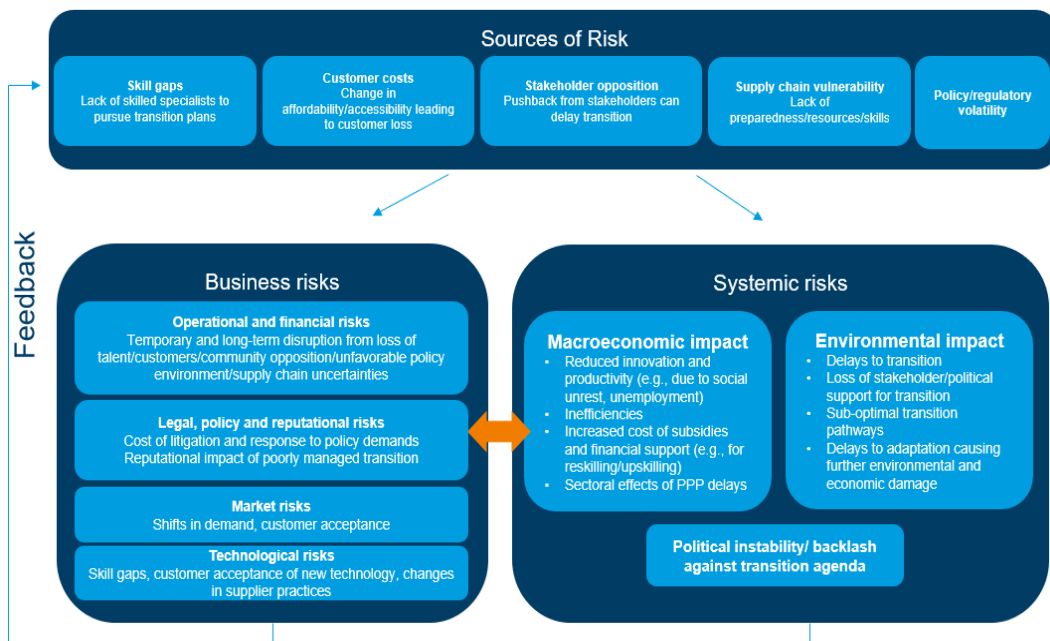 Sources of Risk
Skill gaps
Lack of skilled specialists to
pursue transition plans
Customer costs
Change in
affordability/accessibility leading
to customer loss
Stakeholder opposition
Pushback from stakeholders can
delay transition
Supply chain vulnerability
Lack of
preparedness/resources/skills
Policy/regulatory
volatility
Feedback
Business risks
Operational and financial risks
Temporary and long-term disruption from loss of
talent/customers/community opposition/unfavorable policy
environment/supply chain uncertainties
Legal, policy and reputational risks
Cost of litigation and response to policy demands
Reputational impact of poorly managed transition
Market risks
Shifts in demand, customer acceptance
Technological risks
Skill gaps, customer acceptance of new technology, changes
in supplier practices
Systemic risks
Macroeconomic impact
• Reduced innovation and
productivity (e.g., due to social
unrest, unemployment)
• Inefficiencies
• Increased cost of subsidies
and financial support (e.g., for
reskilling/upskilling)
• Sectoral effects of PPP delays
Environmental impact
• Delays to transition
• Loss of stakeholder/political
support for transition
• Sub-optimal transition
pathways
• Delays to adaptation causing
further environmental and
economic damage
Political instability/ backlash
against transition agenda